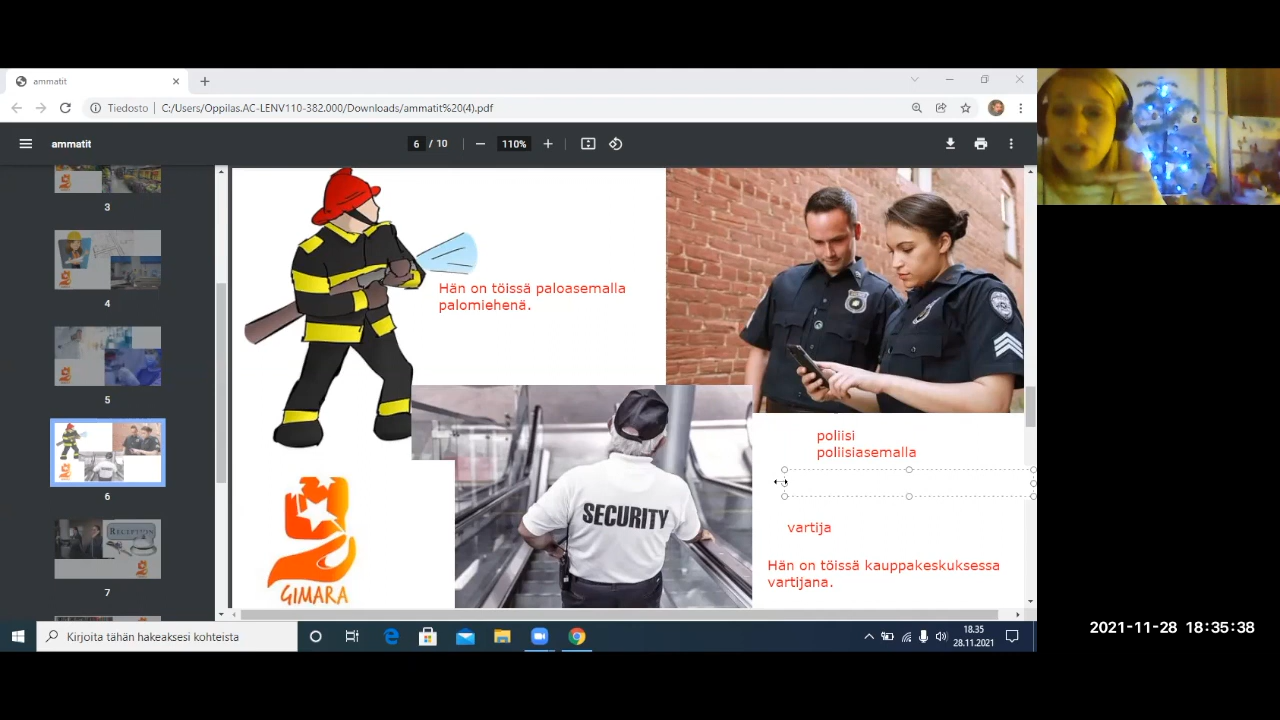 ammatit
Tiedosto
C:/Users/Oppilas.AC-LENV110-382.000/Downloads/ammatit%20(4).pdf
ammatit
6 / 10
110%
Hän on töissä paloasemalla
palomiehenä.
poliisi
poliisiasemalla
SECURITY
vartija
Hän on töissä kauppakeskuksessa
vartijana.
GIMARA
3
4
5
6
RECEPTION
7
Kirjoita tähän hakeaksesi kohteista
18.35
28.11.2021
2021-11-28 18:35:38